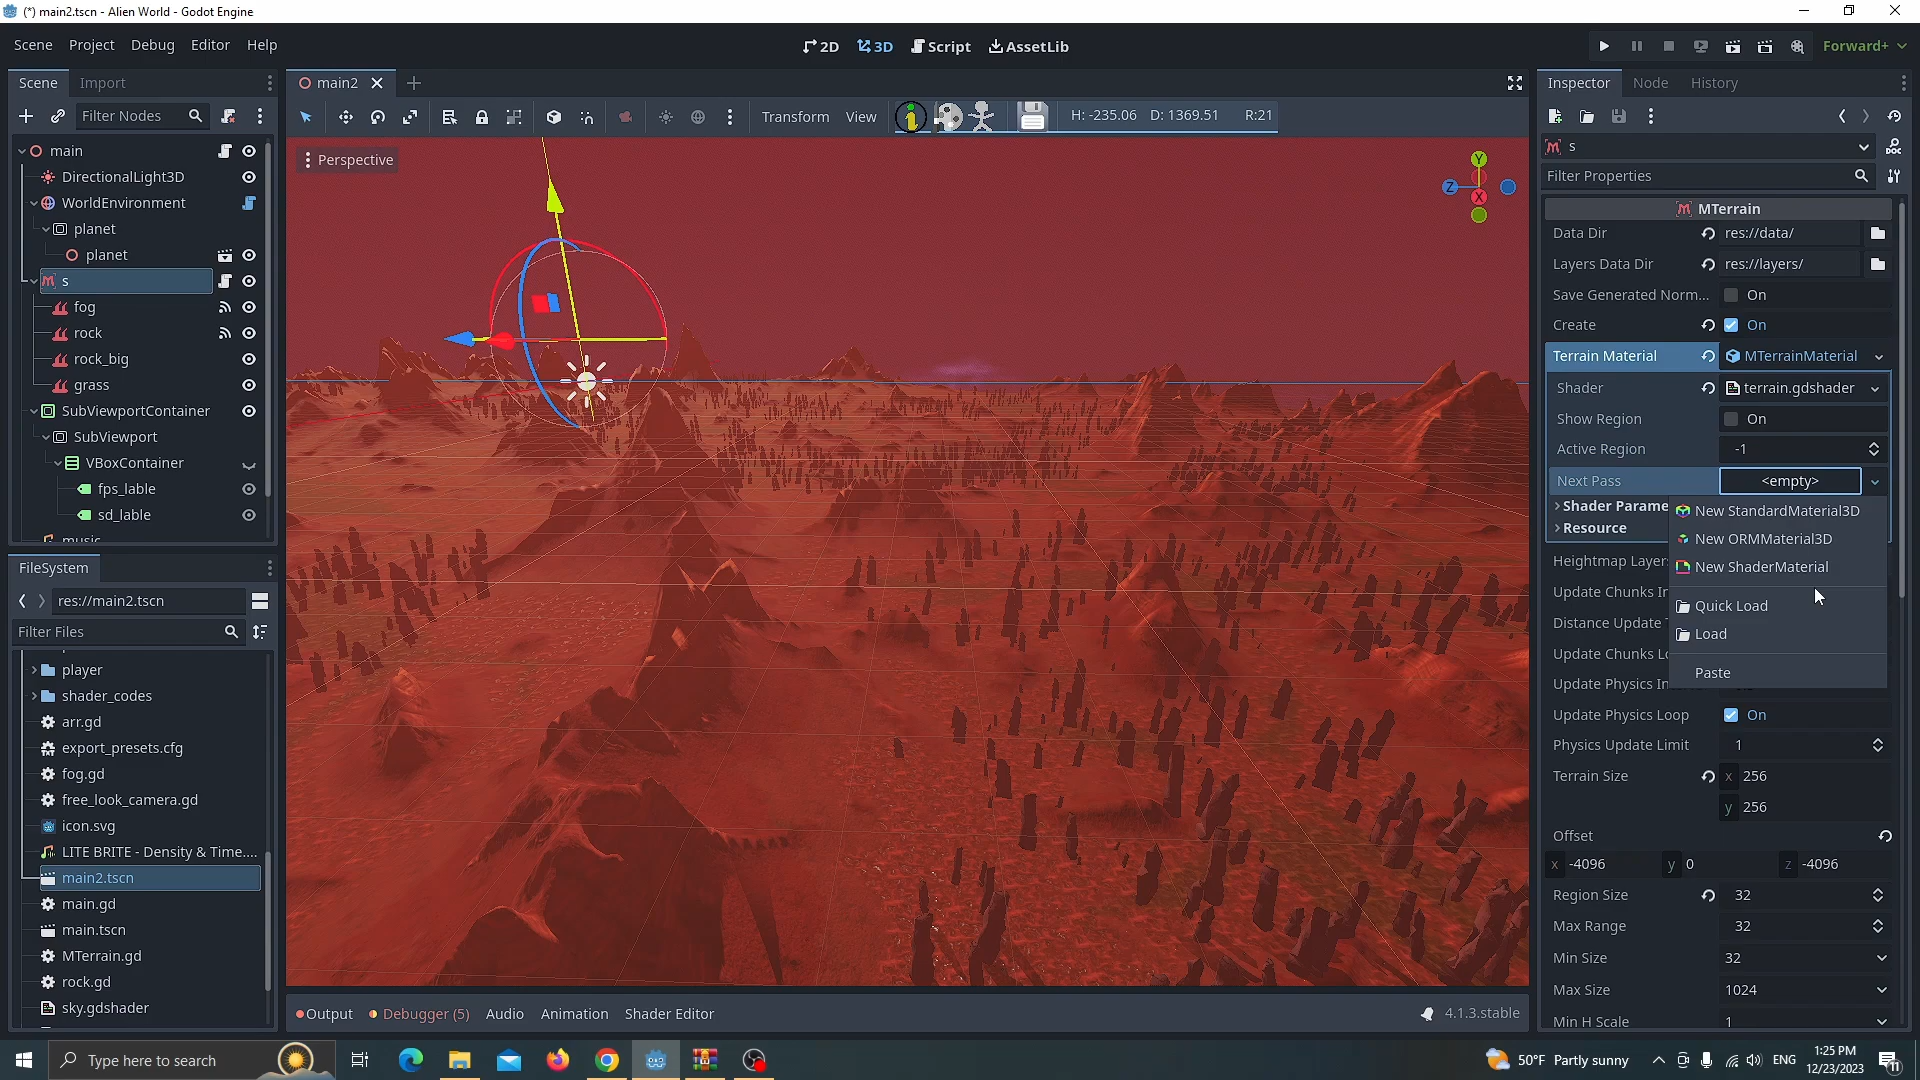 (*) main2.tscn - Alien World - Godot Engine
Scene Project Debug Editor Help
2D 3D Script AssetLib
Forward+
Scene Import
main2
Inspector Node History
Filter Nodes
Transform View
H: -235.06 D: 1369.51 R:21
Perspective
Y
Z
X
main
DirectionalLight3D
WorldEnvironment
planet
planet
s
fog
rock
rock_big
grass
SubViewportContainer
SubViewport
VBoxContainer
fps_lable
sd_lable
music
FileSystem
res://main2.tscn
Filter Files
player
shader_codes
arr.gd
export_presets.cfg
fog.gd
free_look_camera.gd
icon.svg
LITE BRITE - Density & Time....
main2.tscn
main.gd
main.tscn
MTerrain.gd
rock.gd
sky.gdshader
Output Debugger (5) Audio Animation Shader Editor
4.1.3.stable
s
Filter Properties
MTerrain
Data Dir res://data/
Layers Data Dir res://layers/
Save Generated Norm... On
Create On
Terrain Material MTerrainMaterial
Shader terrain.gdshader
Show Region On
Active Region -1
Next Pass <empty>
Shader Parame
Resource
New StandardMaterial3D
New ORMMaterial3D
New ShaderMaterial
Quick Load
Load
Paste
Heightmap Layer
Update Chunks In
Distance Update
Update Chunks Lo
Update Physics In
Update Physics Loop On
Physics Update Limit 1
Terrain Size x 256
y 256
Offset
x -4096 y 0 z -4096
Region Size 32
Max Range 32
Min Size 32
Max Size 1024
Min H Scale 1
Type here to search
50°F Partly sunny
ENG
1:25 PM
12/23/2023
11